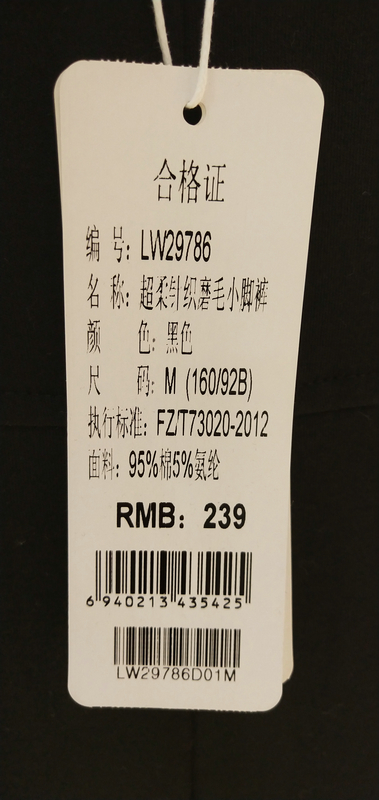 合格证
编 号: LW29786
名 称: 超柔针织磨毛小脚裤
颜 色: 黑色
尺 码: M (160/92B)
执行标准: FZ/T73020-2012
面料: 95%棉5%氨纶
RMB: 239
6 940213 435425
LW29786D01M